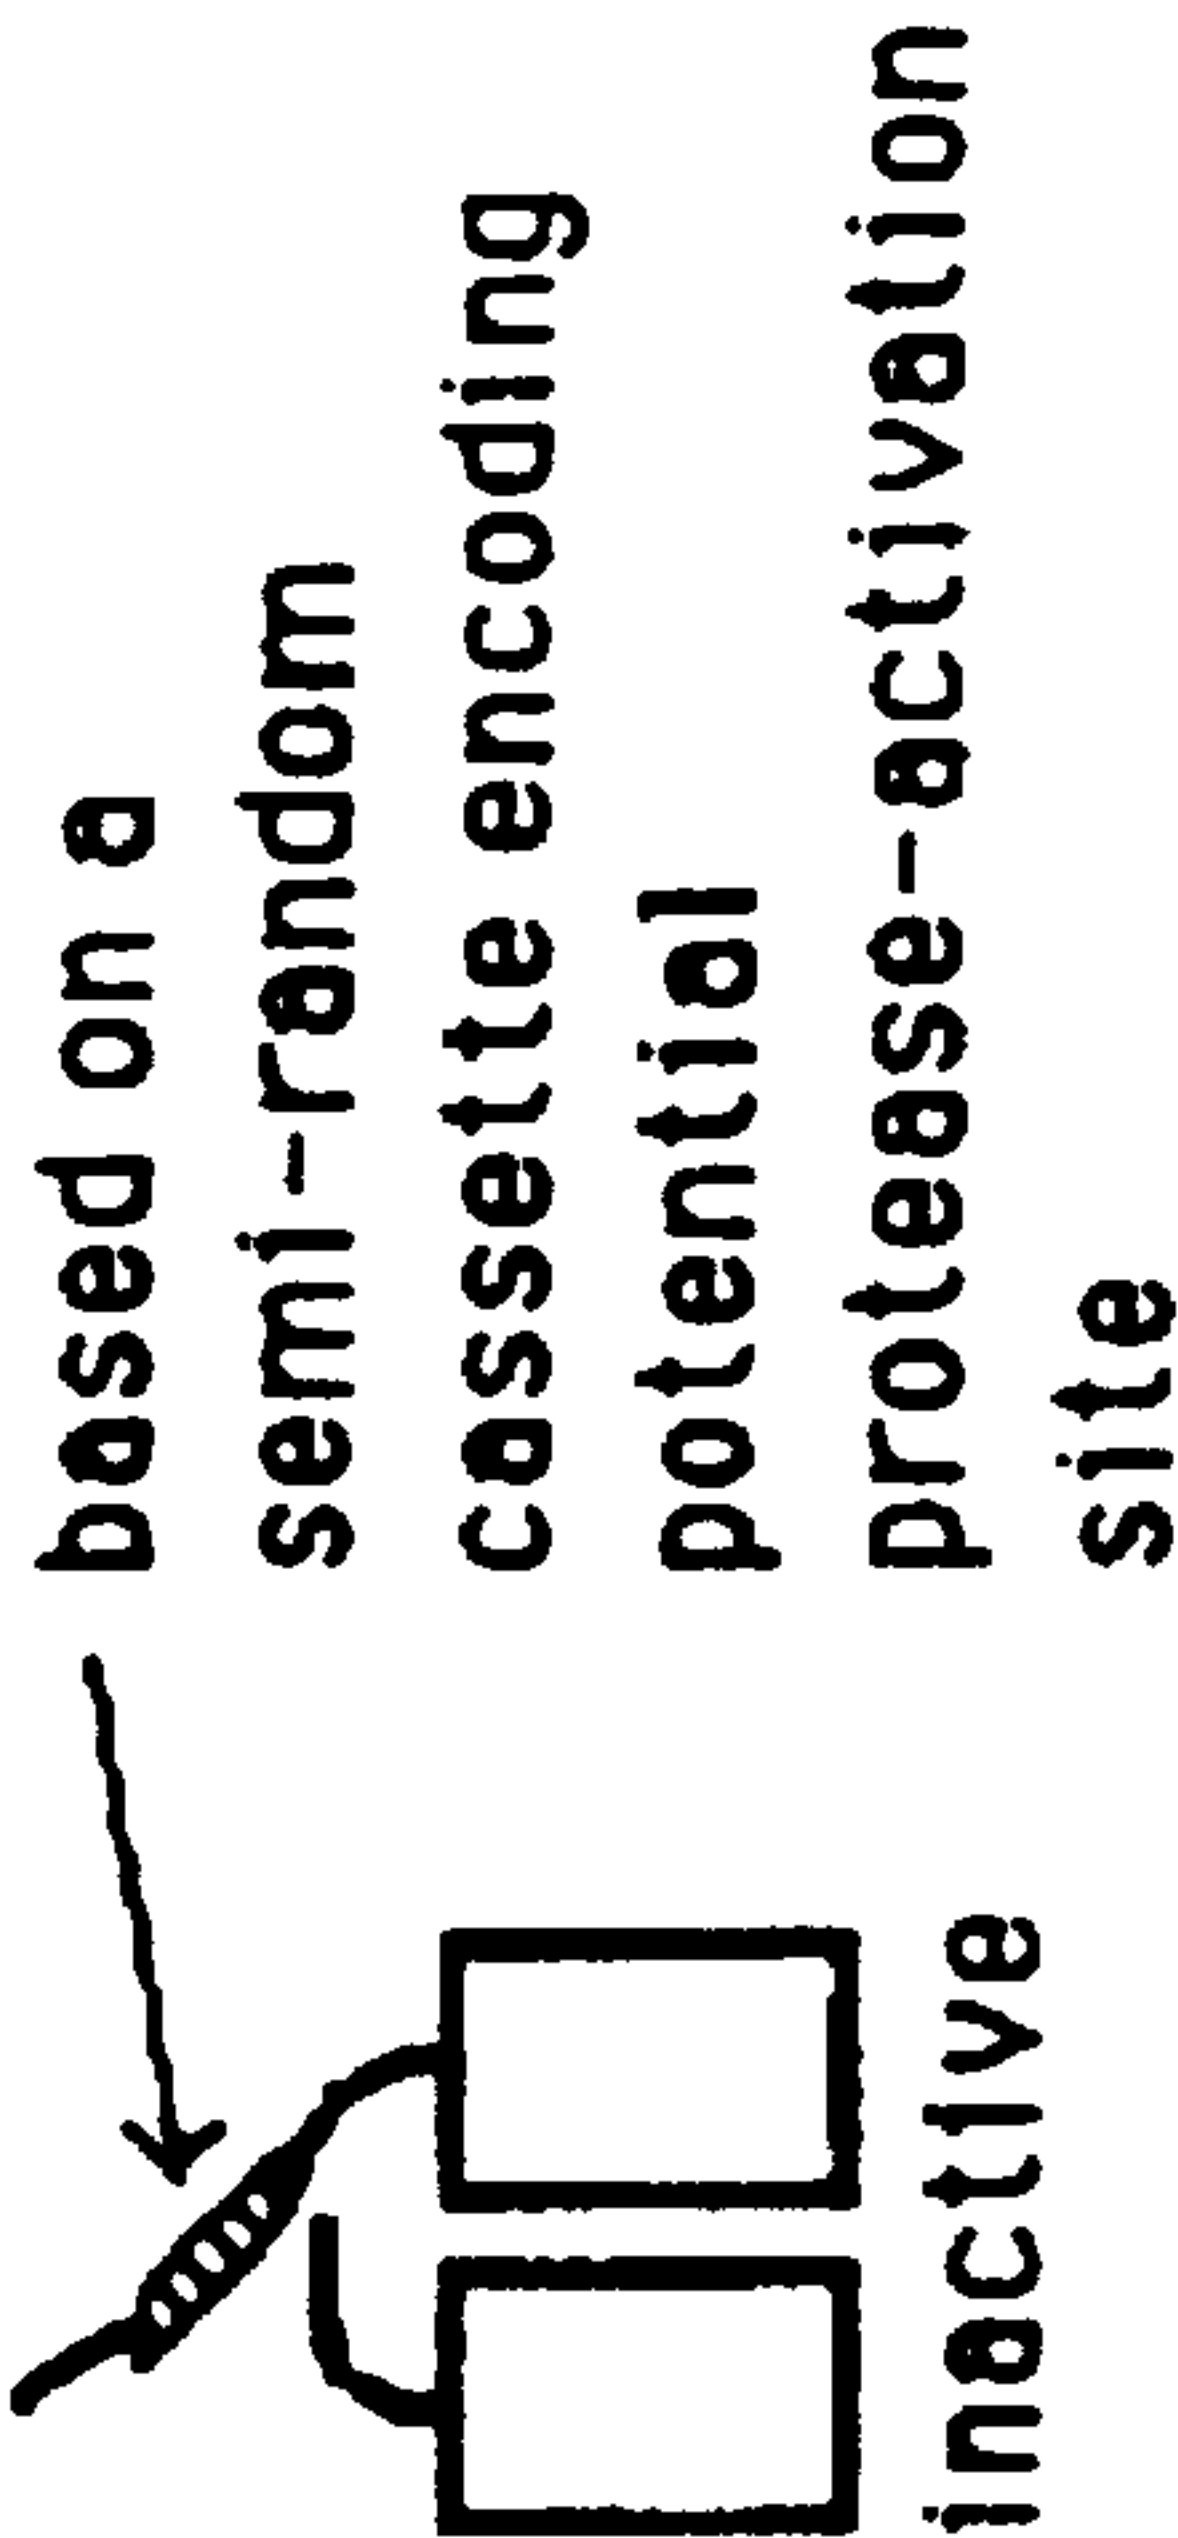 based on a
semi-random
cassette encoding
potential
protease-activation
site
inactive